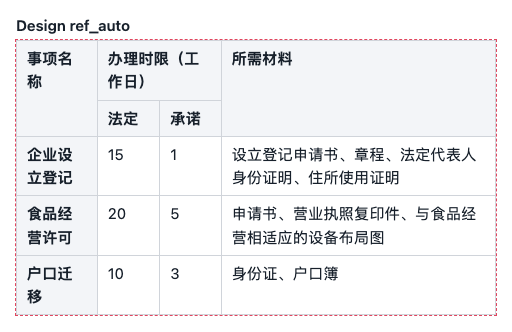 Design ref_auto
事项名
称
办理时限（工
作日）
所需材料
法定
承诺
企业设
立登记
15
1
设立登记申请书、章程、法定代表人
身份证明、住所使用证明
食品经
营许可
20
5
申请书、营业执照复印件、与食品经
营相适应的设备布局图
户口迁
移
10
3
身份证、户口簿